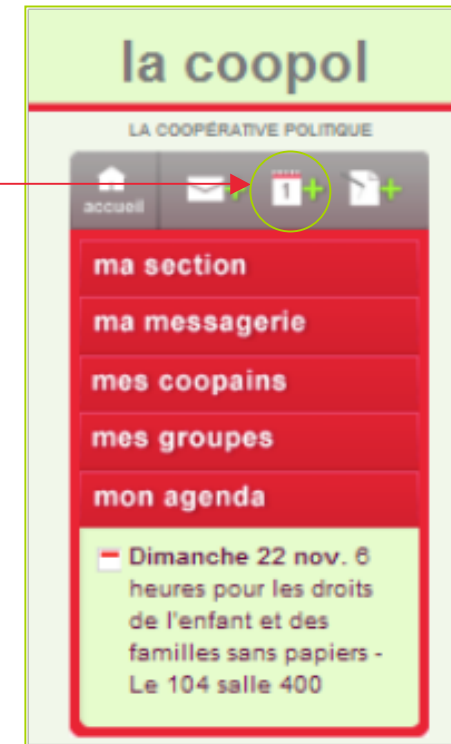 la coopol
LA COOPÉRATIVE POLITIQUE
accueil
1
ma section
ma messagerie
mes coopains
mes groupes
mon agenda
Dimanche 22 nov. 6
heures pour les droits
de l'enfant et des
familles sans papiers -
Le 104 salle 400